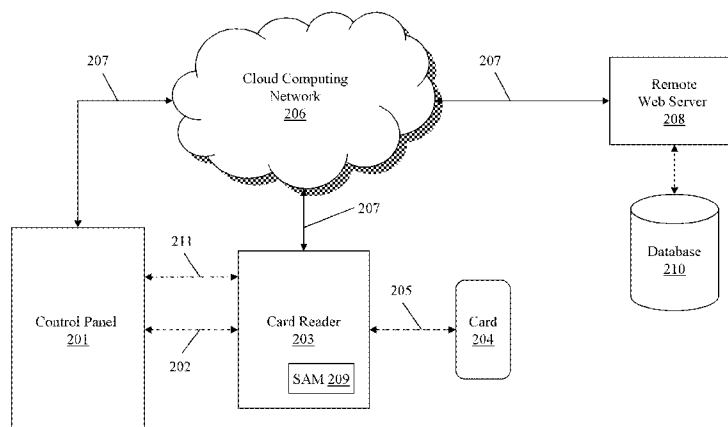 207
Cloud Computing
Network
206
207
Remote
Web Server
208
207
Database
210
211
Control Panel
201
202
Card Reader
203
SAM 209
205
Card
204